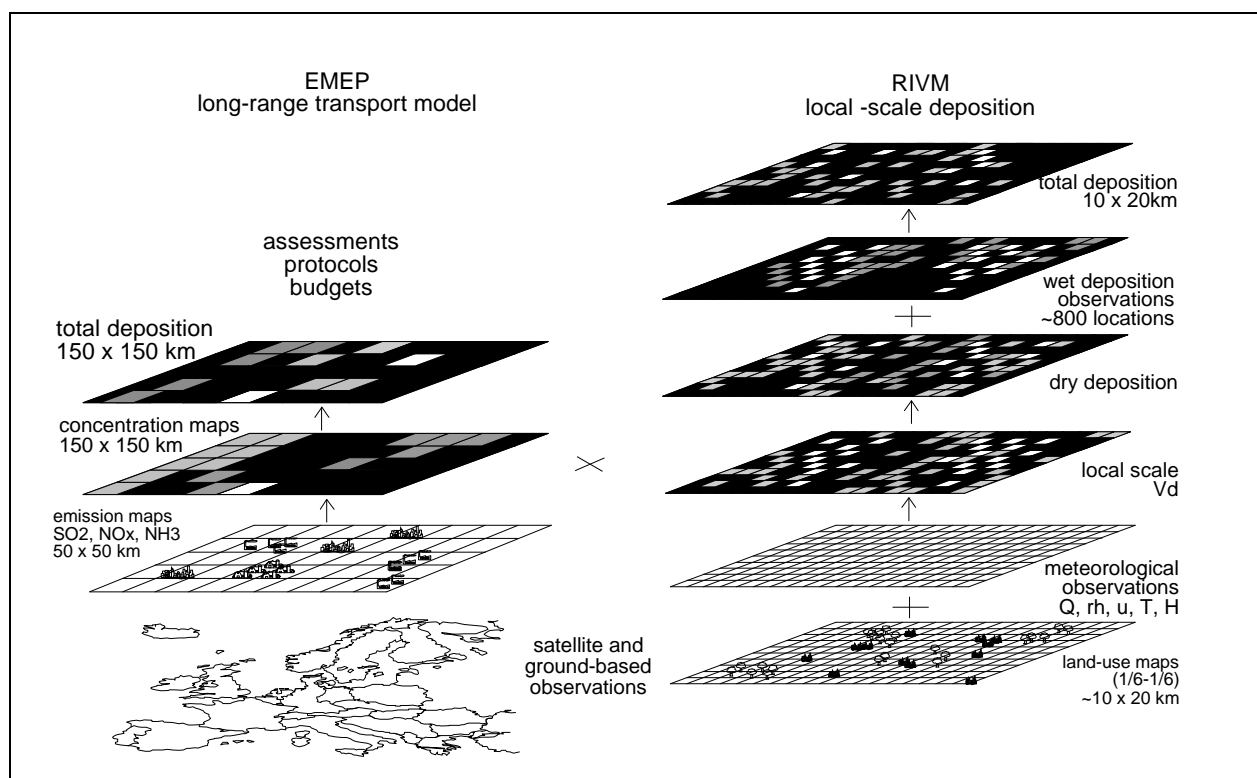 EMEP
long-range transport model
assessments
protocols
budgets
total deposition
150 x 150 km
concentration maps
150 x 150 km
emission maps
SO2, NOx, NH3
50 x 50 km
satellite and
ground-based
observations
RIVM
local -scale deposition
total deposition
10 x 20km
wet deposition
observations
~800 locations
dry deposition
local scale
Vd
meteorological
observations
Q, rh, u, T, H
land-use maps
(1/6-1/6)
~10 x 20 km